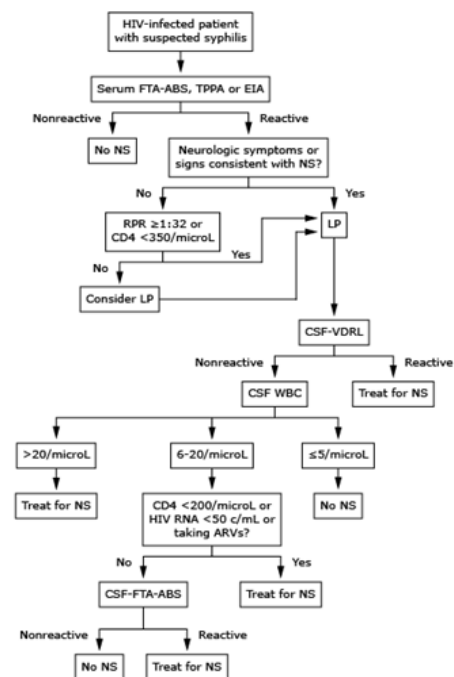 HIV-infected patient
with suspected syphilis
Serum FTA-ABS, TPPA or EIA
Nonreactive
Reactive
No NS
Neurologic symptoms or
signs consistent with NS?
No
Yes
RPR ≥1:32 or
CD4 <350/microL
LP
No
Yes
Consider LP
CSF-VDRL
Nonreactive
Reactive
CSF WBC
Treat for NS
>20/microL
6-20/microL
≤5/microL
Treat for NS
CD4 <200/microL or
HIV RNA <50 c/mL or
taking ARVs?
No NS
No
Yes
CSF-FTA-ABS
Treat for NS
Nonreactive
Reactive
No NS
Treat for NS